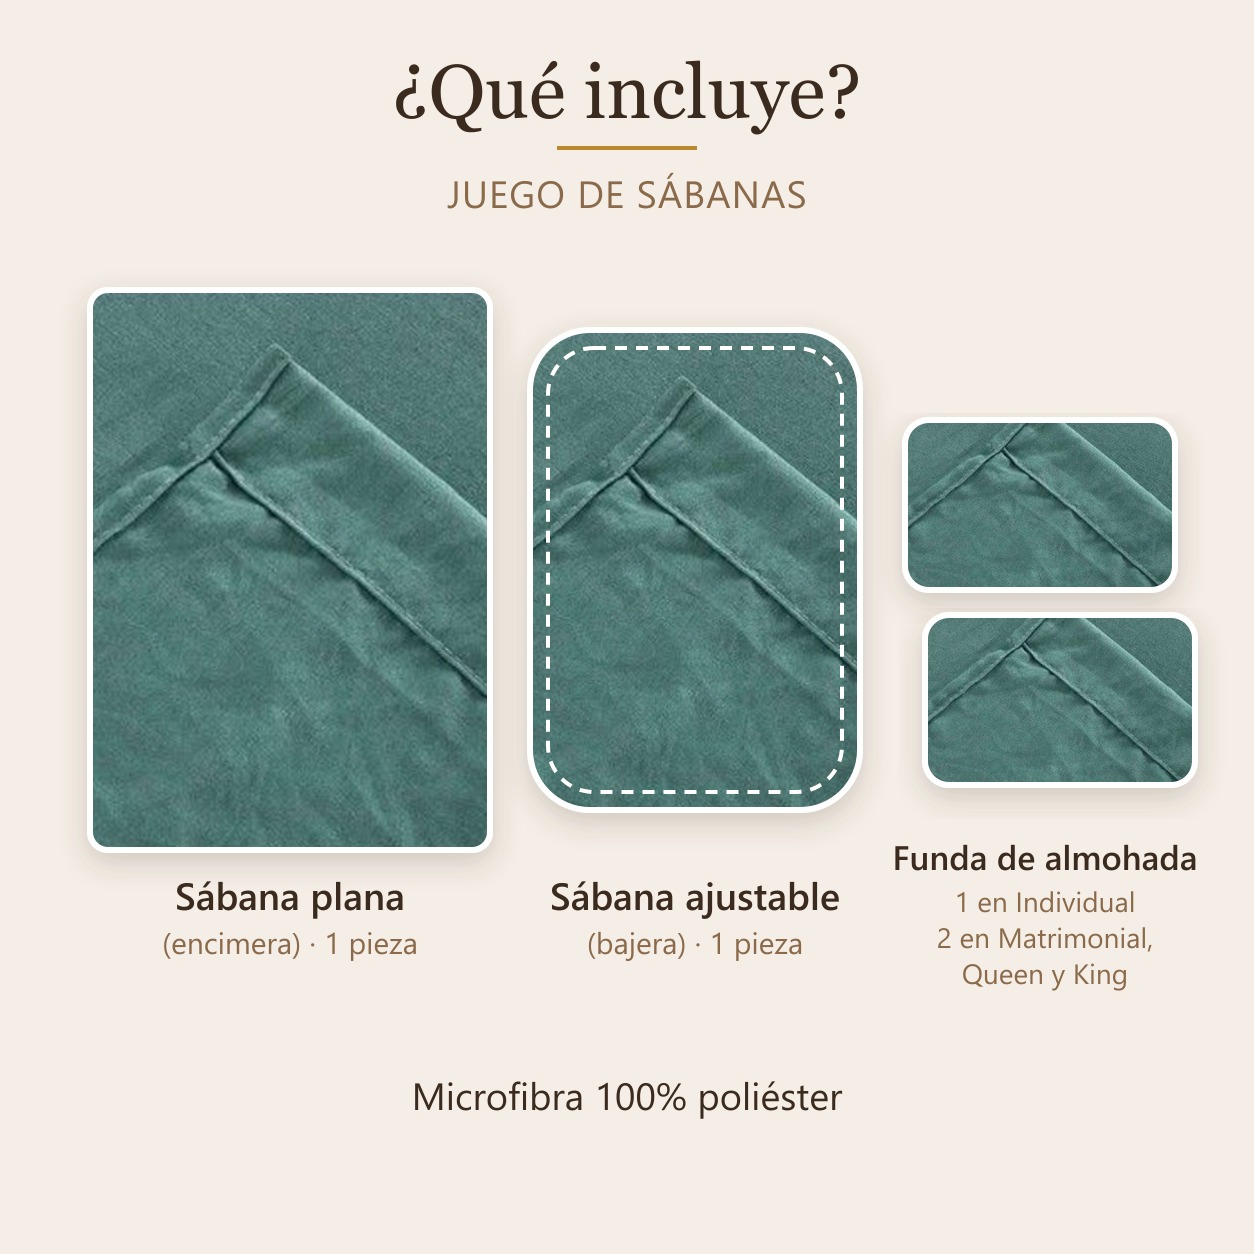 ¿Qué incluye?
JUEGO DE SÁBANAS
Sábana plana
(encimera) · 1 pieza
Sábana ajustable
(bajera) · 1 pieza
Funda de almohada
1 en Individual
2 en Matrimonial,
Queen y King
Microfibra 100% poliéster